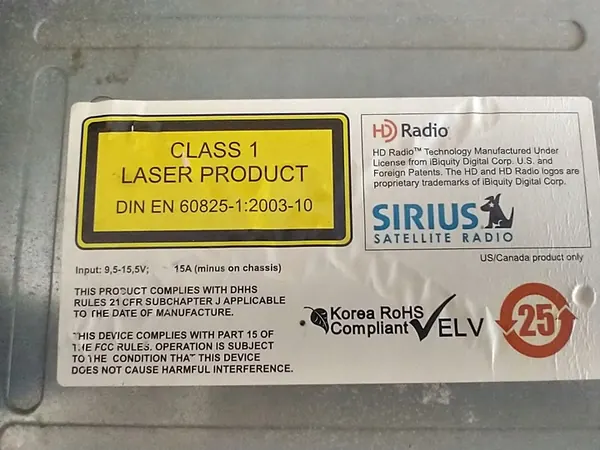 CLASS 1
LASER PRODUCT
DIN EN 60825-1:2003-10
HD Radio
HD Radio™ Technology Manufactured Under
License from iBiquity Digital Corp. U.S. and
Foreign Patents. The HD and HD Radio logos are
proprietary trademarks of iBiquity Digital Corp.
SIRIUS
SATELLITE RADIO
US/Canada product only
Input: 9,5-15,5V; 15A (minus on chassis)
THIS PRODUCT COMPLIES WITH DHHS
RULES 21 CFR SUBCHAPTER J APPLICABLE
TO THE DATE OF MANUFACTURE.
THIS DEVICE COMPLIES WITH PART 15 OF
THE FCC RULES. OPERATION IS SUBJECT
TO THE CONDITION THAT THIS DEVICE
DOES NOT CAUSE HARMFUL INTERFERENCE.
Korea RoHS
Compliant
ELV
25